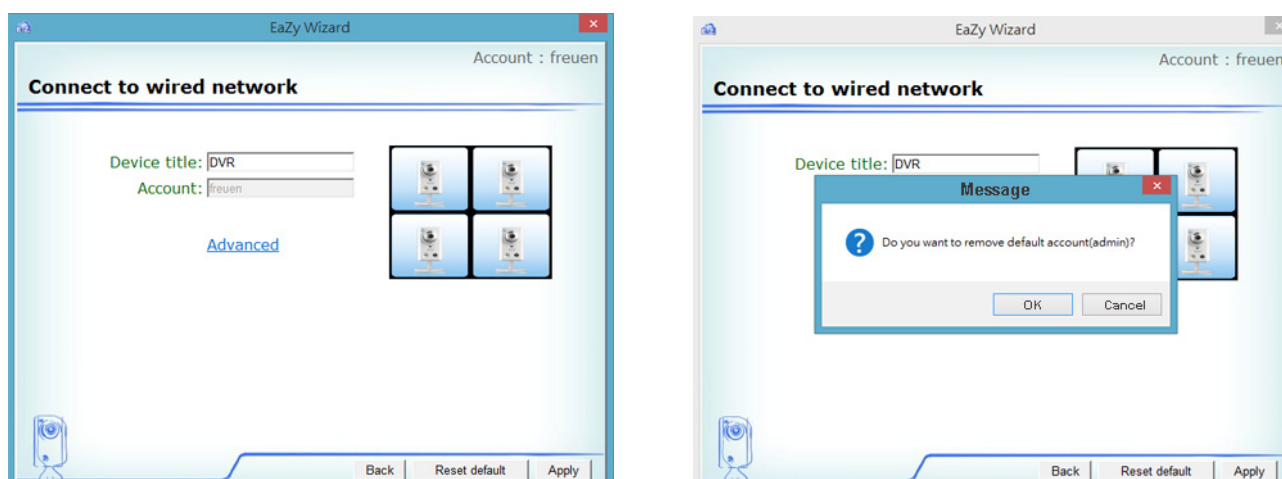 EaZy Wizard
Account : freuen
Connect to wired network
Device title: DVR
Account: freuen
Advanced
Back
Reset default
Apply
EaZy Wizard
Account : freuen
Connect to wired network
Device title: DVR
Message
Do you want to remove default account(admin)?
OK
Cancel
Back
Reset default
Apply